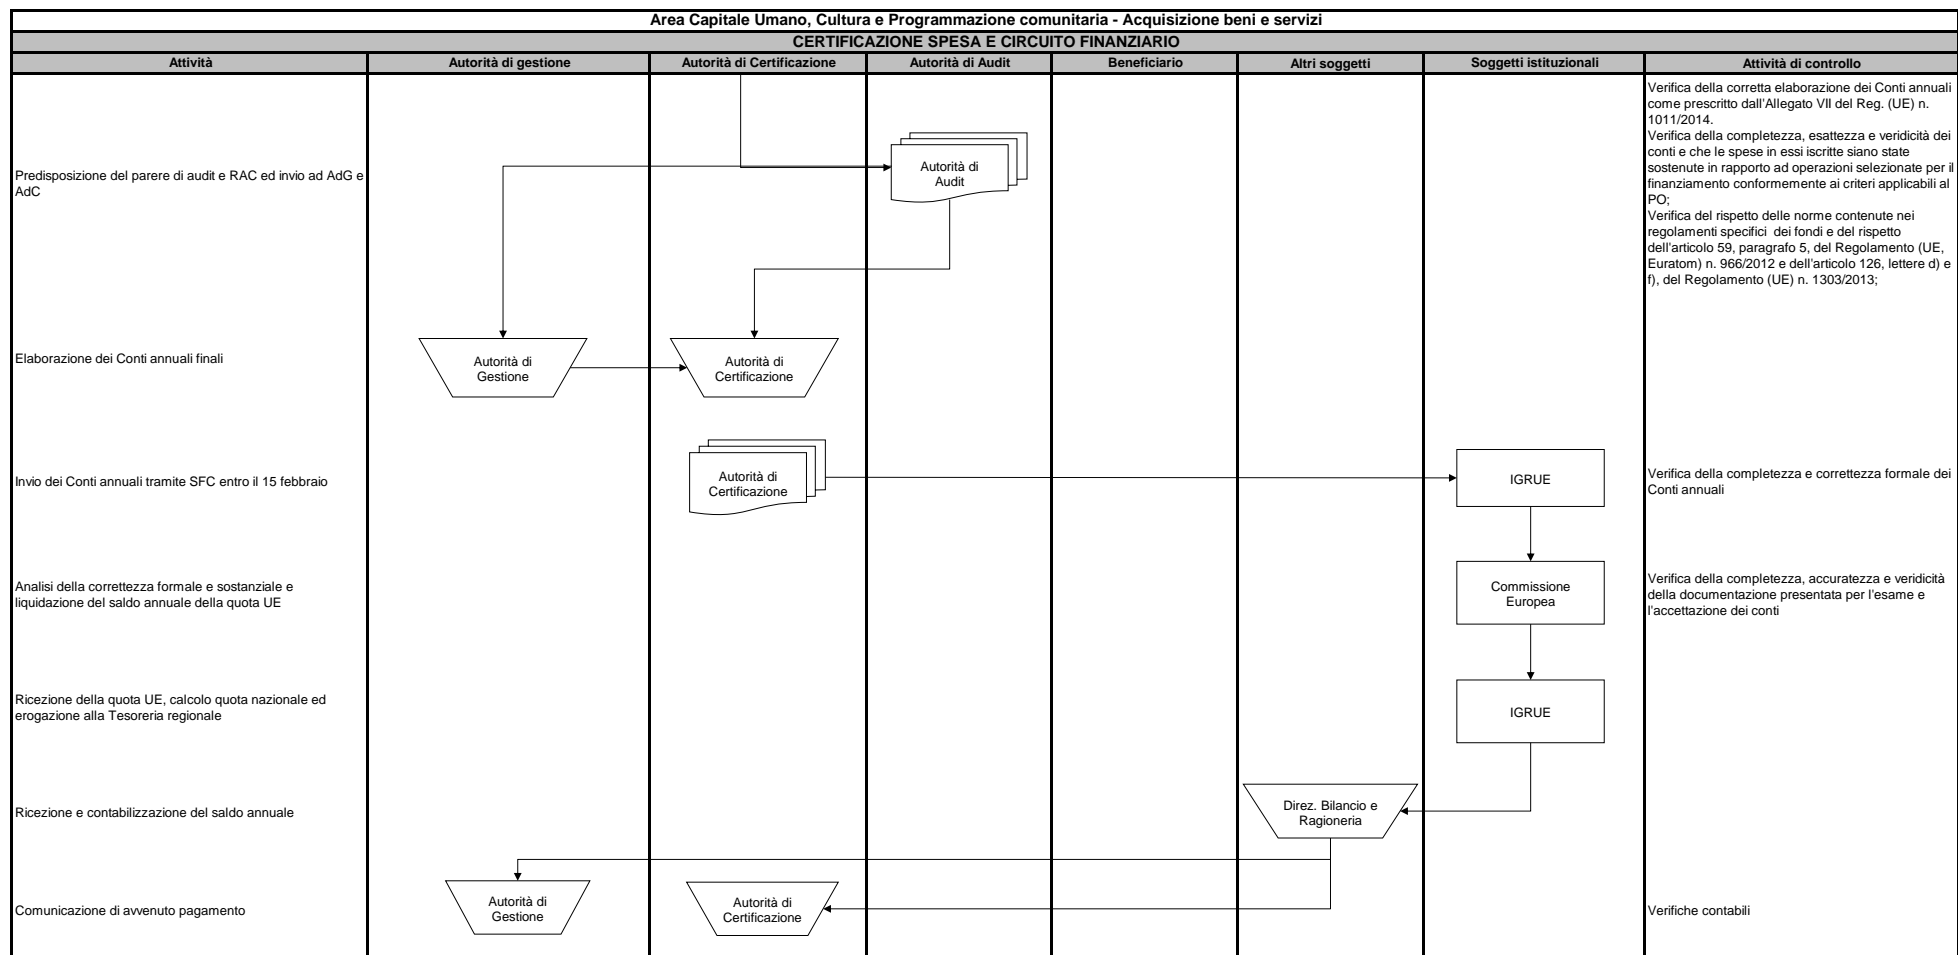 Area Capitale Umano, Cultura e Programmazione comunitaria - Acquisizione beni e servizi
CERTIFICAZIONE SPESA E CIRCUITO FINANZIARIO
Attività
Autorità di gestione
Autorità di Certificazione
Autorità di Audit
Beneficiario
Altri soggetti
Soggetti istituzionali
Attività di controllo
Predisposizione del parere di audit e RAC ed invio ad AdG e
AdC
Autorità di
Audit
Verifica della corretta elaborazione dei Conti annuali
come prescritto dall'Allegato VII del Reg. (UE) n.
1011/2014.
Verifica della completezza, esattezza e veridicità dei
conti e che le spese in essi iscritte siano state
sostenute in rapporto ad operazioni selezionate per il
finanziamento conformemente ai criteri applicabili al
PO;
Verifica del rispetto delle norme contenute nei
regolamenti specifici  dei fondi e del rispetto
dell'articolo 59, paragrafo 5, del Regolamento (UE,
Euratom) n. 966/2012 e dell'articolo 126, lettere d) e
f), del Regolamento (UE) n. 1303/2013;
Elaborazione dei Conti annuali finali
Autorità di
Gestione
Autorità di
Certificazione
Invio dei Conti annuali tramite SFC entro il 15 febbraio
Autorità di
Certificazione
IGRUE
Verifica della completezza e correttezza formale dei
Conti annuali
Analisi della correttezza formale e sostanziale e
liquidazione del saldo annuale della quota UE
Commissione
Europea
Verifica della completezza, accuratezza e veridicità
della documentazione presentata per l'esame e
l'accettazione dei conti
Ricezione della quota UE, calcolo quota nazionale ed
erogazione alla Tesoreria regionale
IGRUE
Ricezione e contabilizzazione del saldo annuale
Direz. Bilancio e
Ragioneria
Comunicazione di avvenuto pagamento
Autorità di
Gestione
Autorità di
Certificazione
Verifiche contabili